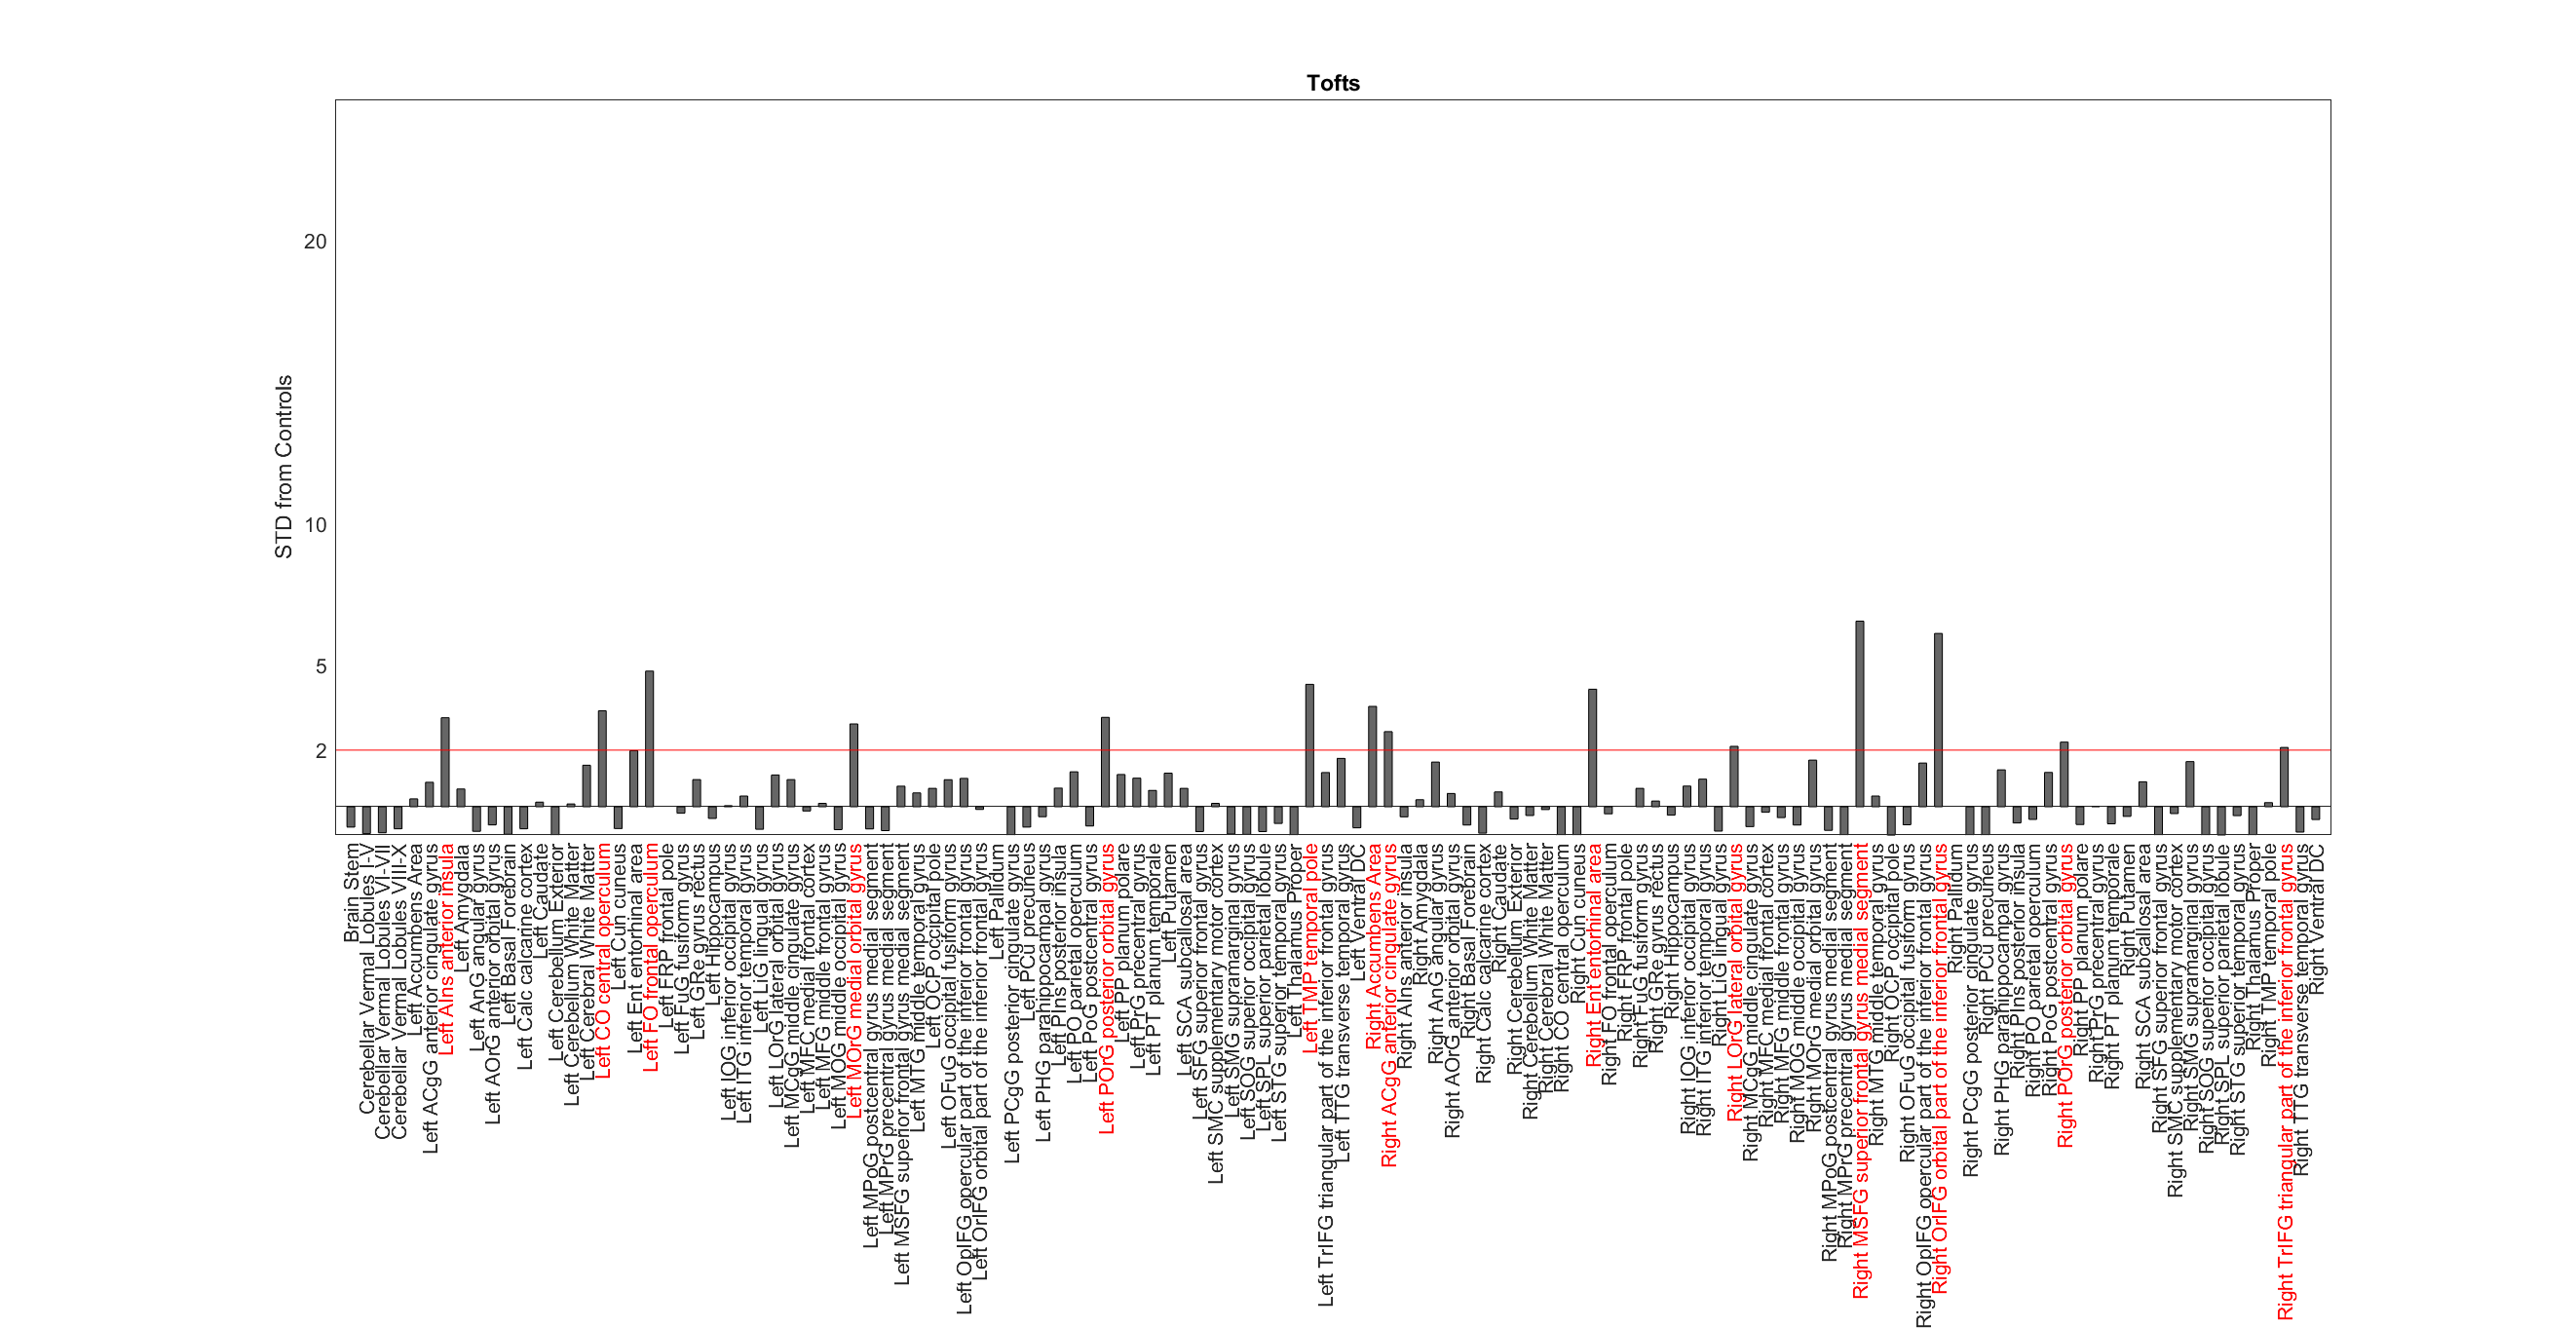 Tofts
STD from Controls
20
10
5
2
Brain Stem
Cerebellar Vermal Lobules I-V
Cerebellar Vermal Lobules VI-VII
Cerebellar Vermal Lobules VIII-X
Left Accumbens Area
Left ACgG anterior cingulate gyrus
Left AIns anterior insula
Left Amygdala
Left AnG angular gyrus
Left AOrG anterior orbital gyrus
Left Basal Forebrain
Left Calc calcarine cortex
Left Caudate
Left Cerebellum Exterior
Left Cerebellum White Matter
Left Cerebral White Matter
Left CO central operculum
Left Cun cuneus
Left Ent entorhinal area
Left FO frontal operculum
Left FRP frontal pole
Left FuG fusiform gyrus
Left GRe gyrus rectus
Left Hippocampus
Left IOG inferior occipital gyrus
Left ITG inferior temporal gyrus
Left LiG lingual gyrus
Left LOrG lateral orbital gyrus
Left MCgG middle cingulate gyrus
Left MFC medial frontal cortex
Left MFG middle frontal gyrus
Left MOG middle occipital gyrus
Left MOrG medial orbital gyrus
Left MPoG postcentral gyrus medial segment
Left MPrG precentral gyrus medial segment
Left MSFG superior frontal gyrus medial segment
Left MTG middle temporal gyrus
Left OCP occipital pole
Left OFuG occipital fusiform gyrus
Left OpIFG opercular part of the inferior frontal gyrus
Left OrIFG orbital part of the inferior frontal gyrus
Left Pallidum
Left PCgG posterior cingulate gyrus
Left PCu precuneus
Left PHG parahippocampal gyrus
Left PIns posterior insula
Left PO parietal operculum
Left PoG postcentral gyrus
Left POrG posterior orbital gyrus
Left PP planum polare
Left PrG precentral gyrus
Left PT planum temporale
Left Putamen
Left SCA subcallosal area
Left SFG superior frontal gyrus
Left SMC supplementary motor cortex
Left SMG supramarginal gyrus
Left SOG superior occipital gyrus
Left SPL superior parietal lobule
Left STG superior temporal gyrus
Left Thalamus Proper
Left TMP temporal pole
Left TrIFG triangular part of the inferior frontal gyrus
Left TTG transverse temporal gyrus
Left Ventral DC
Right Accumbens Area
Right ACgG anterior cingulate gyrus
Right AIns anterior insula
Right Amygdala
Right AnG angular gyrus
Right AOrG anterior orbital gyrus
Right Basal Forebrain
Right Calc calcarine cortex
Right Caudate
Right Cerebellum Exterior
Right Cerebellum White Matter
Right Cerebral White Matter
Right CO central operculum
Right Cun cuneus
Right Ent entorhinal area
Right FO frontal operculum
Right FRP frontal pole
Right FuG fusiform gyrus
Right GRe gyrus rectus
Right Hippocampus
Right IOG inferior occipital gyrus
Right ITG inferior temporal gyrus
Right LiG lingual gyrus
Right LOrG lateral orbital gyrus
Right MCgG middle cingulate gyrus
Right MFC medial frontal cortex
Right MFG middle frontal gyrus
Right MOG middle occipital gyrus
Right MOrG medial orbital gyrus
Right MPoG postcentral gyrus medial segment
Right MPrG precentral gyrus medial segment
Right MSFG superior frontal gyrus medial segment
Right MTG middle temporal gyrus
Right OCP occipital pole
Right OFuG occipital fusiform gyrus
Right OpIFG opercular part of the inferior frontal gyrus
Right OrIFG orbital part of the inferior frontal gyrus
Right Pallidum
Right PCgG posterior cingulate gyrus
Right PCu precuneus
Right PHG parahippocampal gyrus
Right PIns posterior insula
Right PO parietal operculum
Right PoG postcentral gyrus
Right POrG posterior orbital gyrus
Right PP planum polare
Right PrG precentral gyrus
Right PT planum temporale
Right Putamen
Right SCA subcallosal area
Right SFG superior frontal gyrus
Right SMC supplementary motor cortex
Right SMG supramarginal gyrus
Right SOG superior occipital gyrus
Right SPL superior parietal lobule
Right STG superior temporal gyrus
Right Thalamus Proper
Right TMP temporal pole
Right TrIFG triangular part of the inferior frontal gyrus
Right TTG transverse temporal gyrus
Right Ventral DC